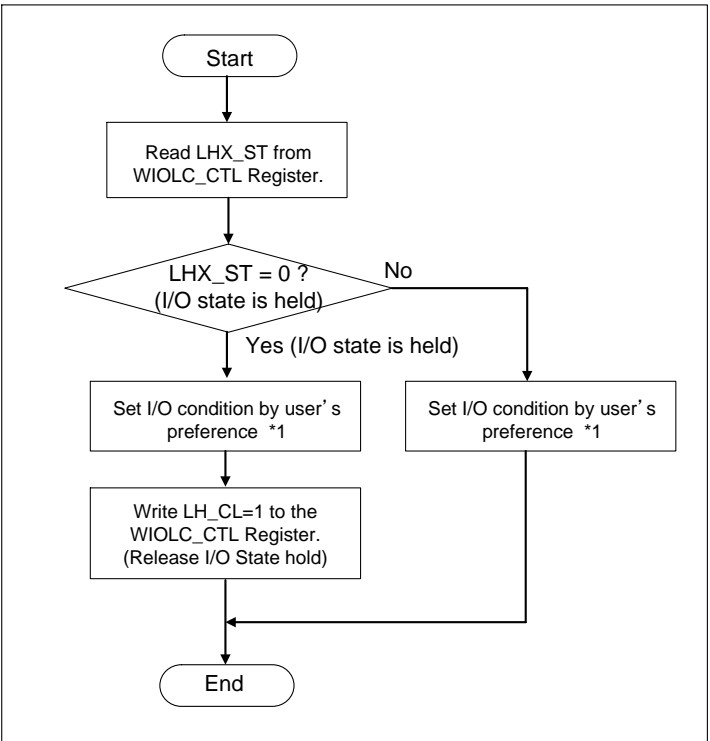 Start
Read LHX_ST from
WIOLC_CTL Register.
LHX_ST = 0 ?
(I/O state is held)
No
Yes (I/O state is held)
Set I/O condition by user's
preference *1
Set I/O condition by user's
preference *1
Write LH_CL=1 to the
WIOLC_CTL Register.
(Release I/O State hold)
End